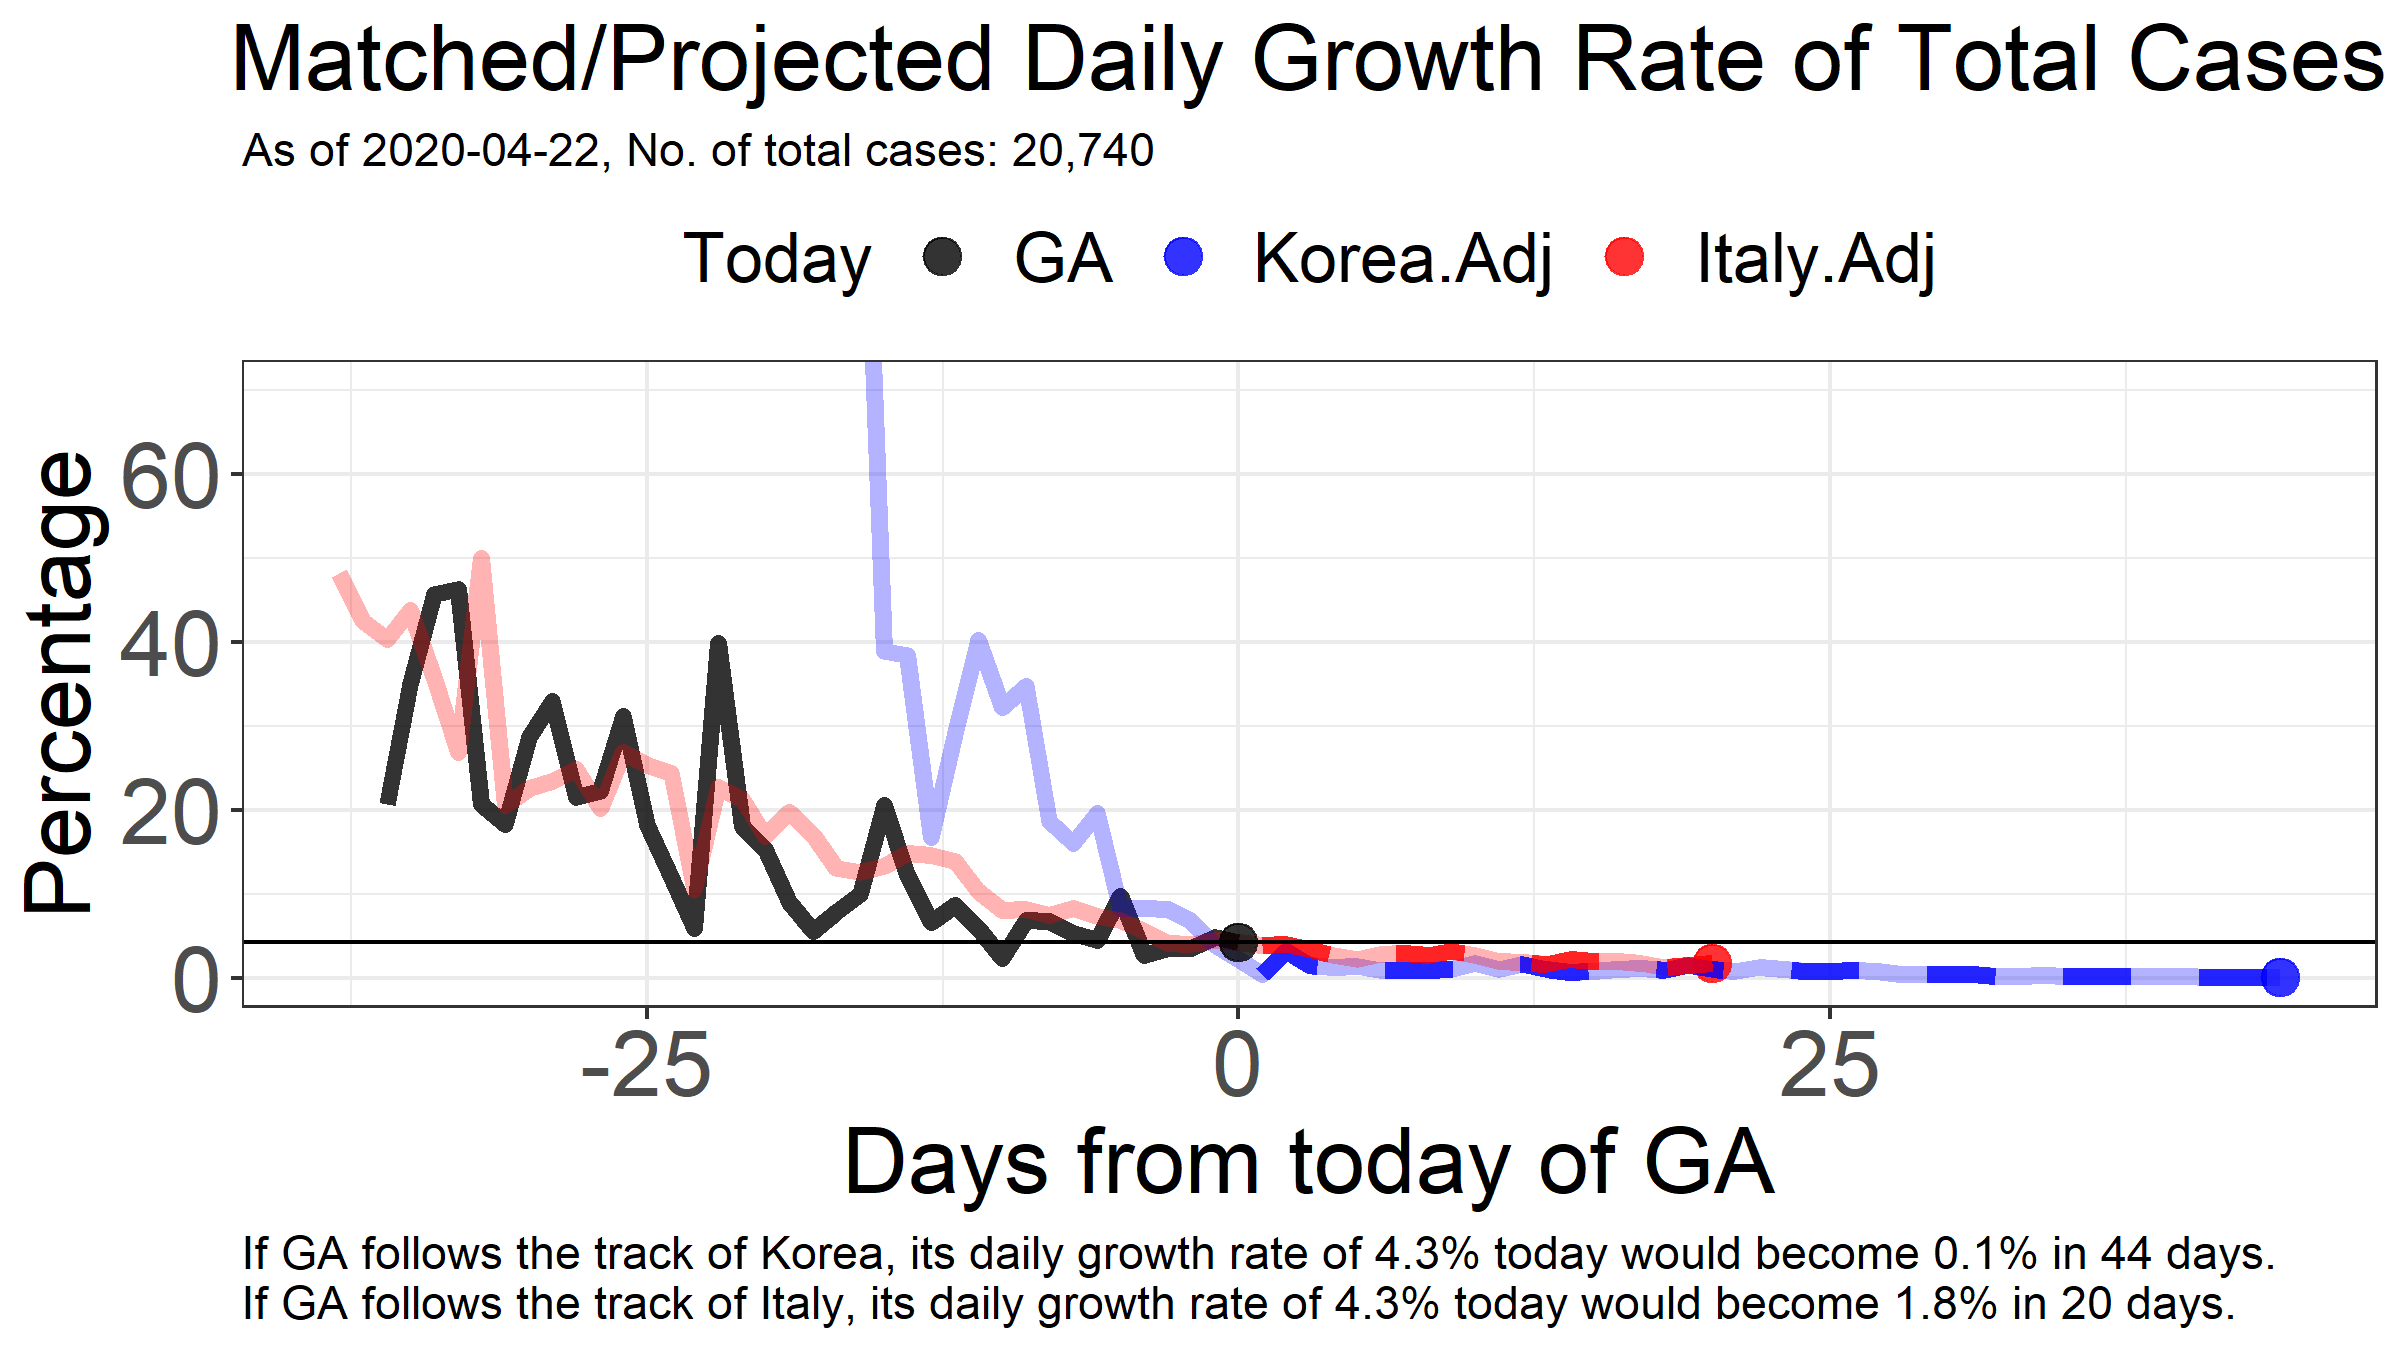 Matched/Projected Daily Growth Rate of Total Cases
As of 2020-04-22, No. of total cases: 20,740
Today GA Korea.Adj Italy.Adj
Percentage
60
40
20
0
-25 0 25
Days from today of GA
If GA follows the track of Korea, its daily growth rate of 4.3% today would become 0.1% in 44 days.
If GA follows the track of Italy, its daily growth rate of 4.3% today would become 1.8% in 20 days.